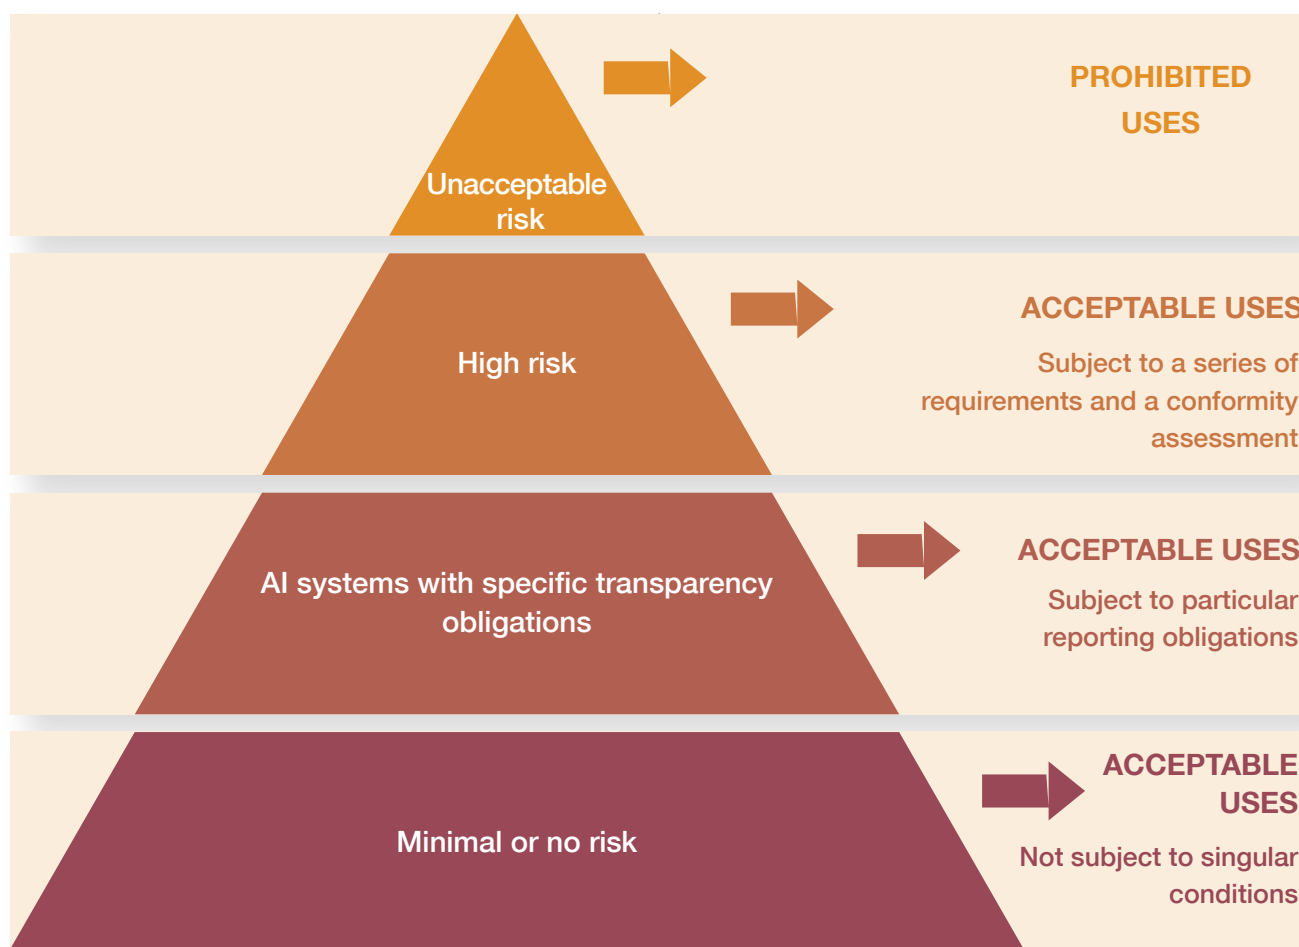 PROHIBITED
USES
Unacceptable
risk
ACCEPTABLE USES
High risk
Subject to a series of
requirements and a conformity
assessment
ACCEPTABLE USES
AI systems with specific transparency
obligations
Subject to particular
reporting obligations
ACCEPTABLE
USES
Minimal or no risk
Not subject to singular
conditions